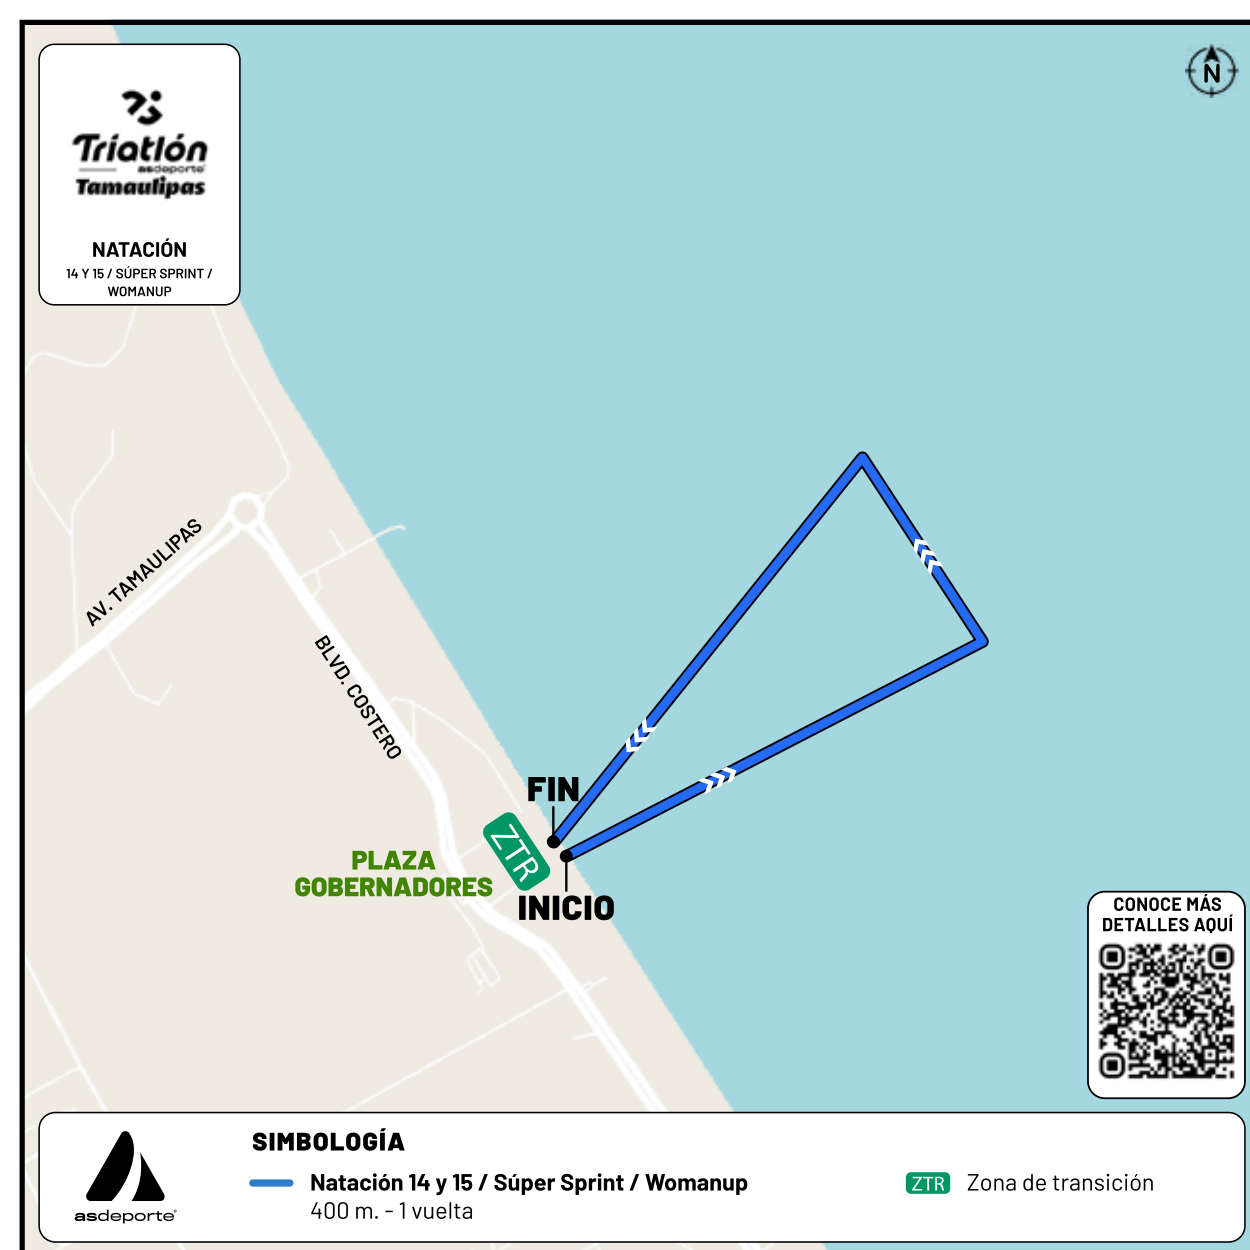 Triatlón
asdeporte
Tamaulipas
NATACIÓN
14 Y 15 / SÚPER SPRINT /
WOMANUP
N
AV. TAMAULIPAS
BLVD. COSTERO
FIN
ZTR
PLAZA
GOBERNADORES
INICIO
CONOCE MÁS
DETALLES AQUÍ
asdeporte
SIMBOLOGÍA
Natación 14 y 15 / Súper Sprint / Womanup
400 m. - 1 vuelta
ZTR Zona de transición